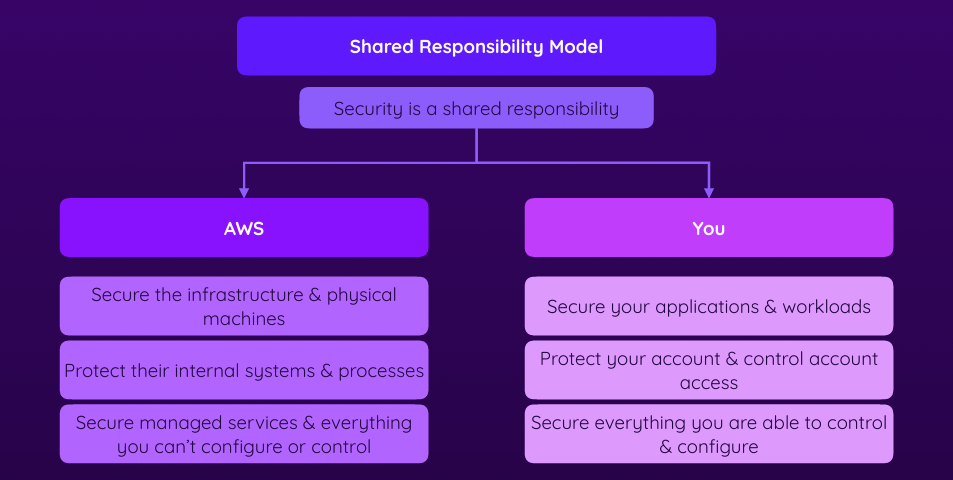 Shared Responsibility Model
Security is a shared responsibility
AWS
Secure the infrastructure & physical
machines
Protect their internal systems & processes
Secure managed services & everything
you can't configure or control
You
Secure your applications & workloads
Protect your account & control account
access
Secure everything you are able to control
& configure